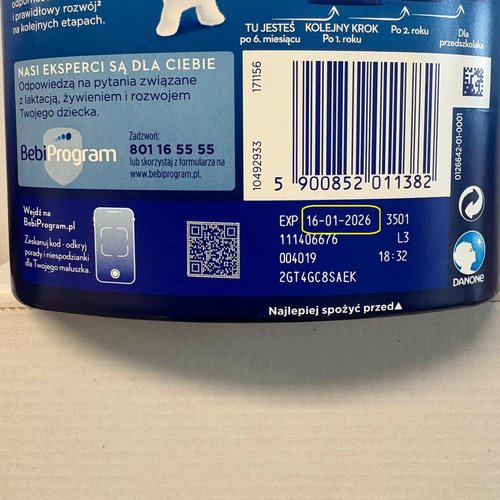 i prawidłowy rozwój²
na kolejnych etapach.
TU JESTEŚ
po 6. miesiącu
KOLEJNY KROK
Po 1. roku
Po 2. roku
Dla
przedszkolaka
NASI EKSPERCI SĄ DLA CIEBIE
Odpowiedzą na pytania związane
z laktacją, żywieniem i rozwojem
Twojego dziecka.
BebiProgram
Zadzwoń:
801 16 55 55
lub skorzystaj z formularza na
www.bebiprogram.pl.
171156
10492933
5 900852 011382
0126642-01-0001
Wejdź na
BebiProgram.pl
Zeskanuj kod - odkryj
porady i niespodzianki
dla Twojego maluszka.
EXP 16-01-2026 3501
111406676 L3
004019 18:32
2GT4GC8SAEK
DANONE
Najlepiej spożyć przed▲